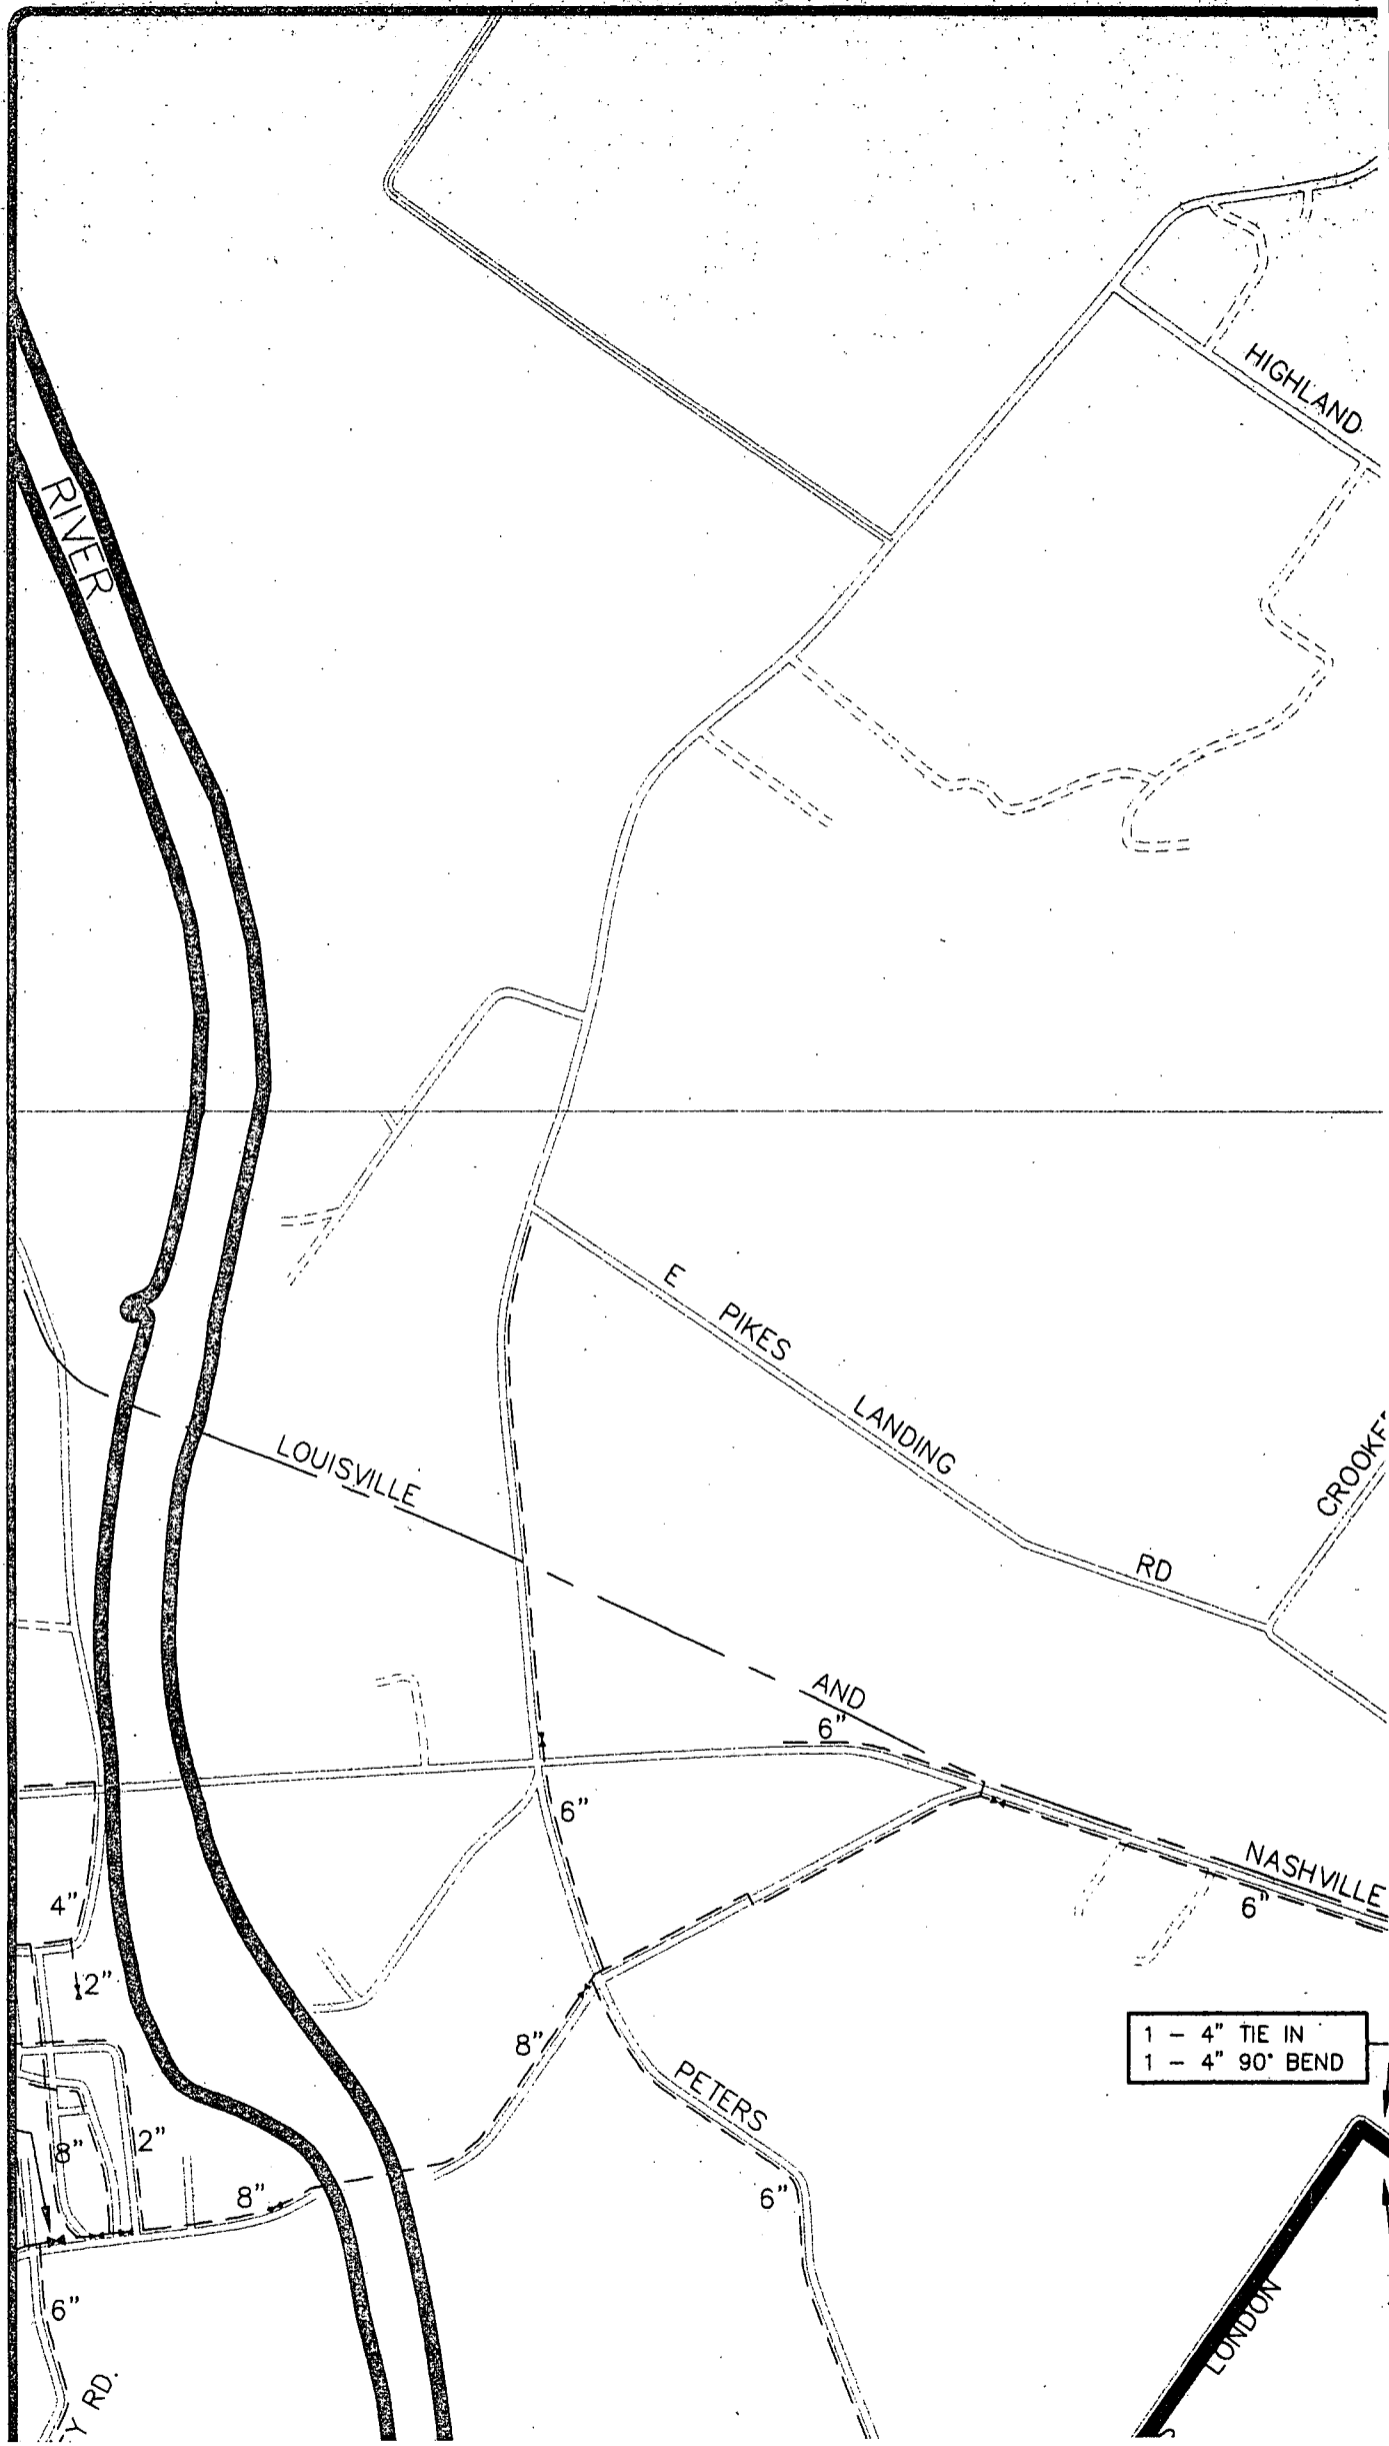 HIGHLAND
RIVER
E PIKES LANDING RD
LOUISVILLE AND NASHVILLE
6"
6"
4"
6"
2"
8"
1 - 4" TIE IN
1 - 4" 90° BEND
PETERS
8"
2"
8"
6"
6"
LONDON
RD.